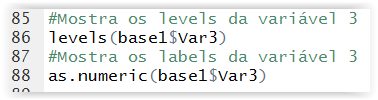 85 #Mostra os levels da variável 3
86 levels(base1$Var3)
87 #Mostra os labels da variável 3
88 as.numeric(base1$Var3)